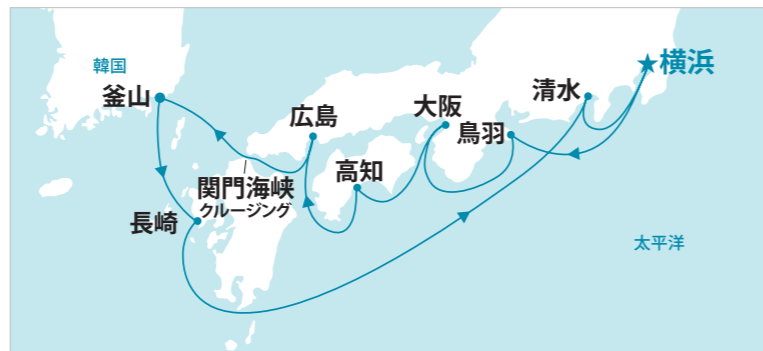 韓国
釜山
広島
大阪
清水
★横浜
鳥羽
高知
関門海峡
クルージング
長崎
太平洋